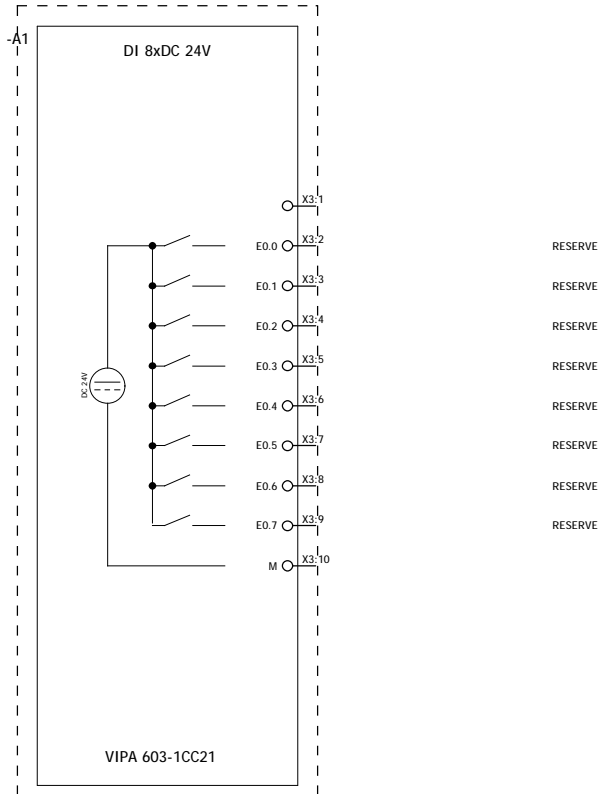 -A1
DI 8xDC 24V
X3:1
E0.0 X3:2 RESERVE
E0.1 X3:3 RESERVE
E0.2 X3:4 RESERVE
E0.3 X3:5 RESERVE
DC 24V
E0.4 X3:6 RESERVE
E0.5 X3:7 RESERVE
E0.6 X3:8 RESERVE
E0.7 X3:9 RESERVE
M X3:10
VIPA 603-1CC21